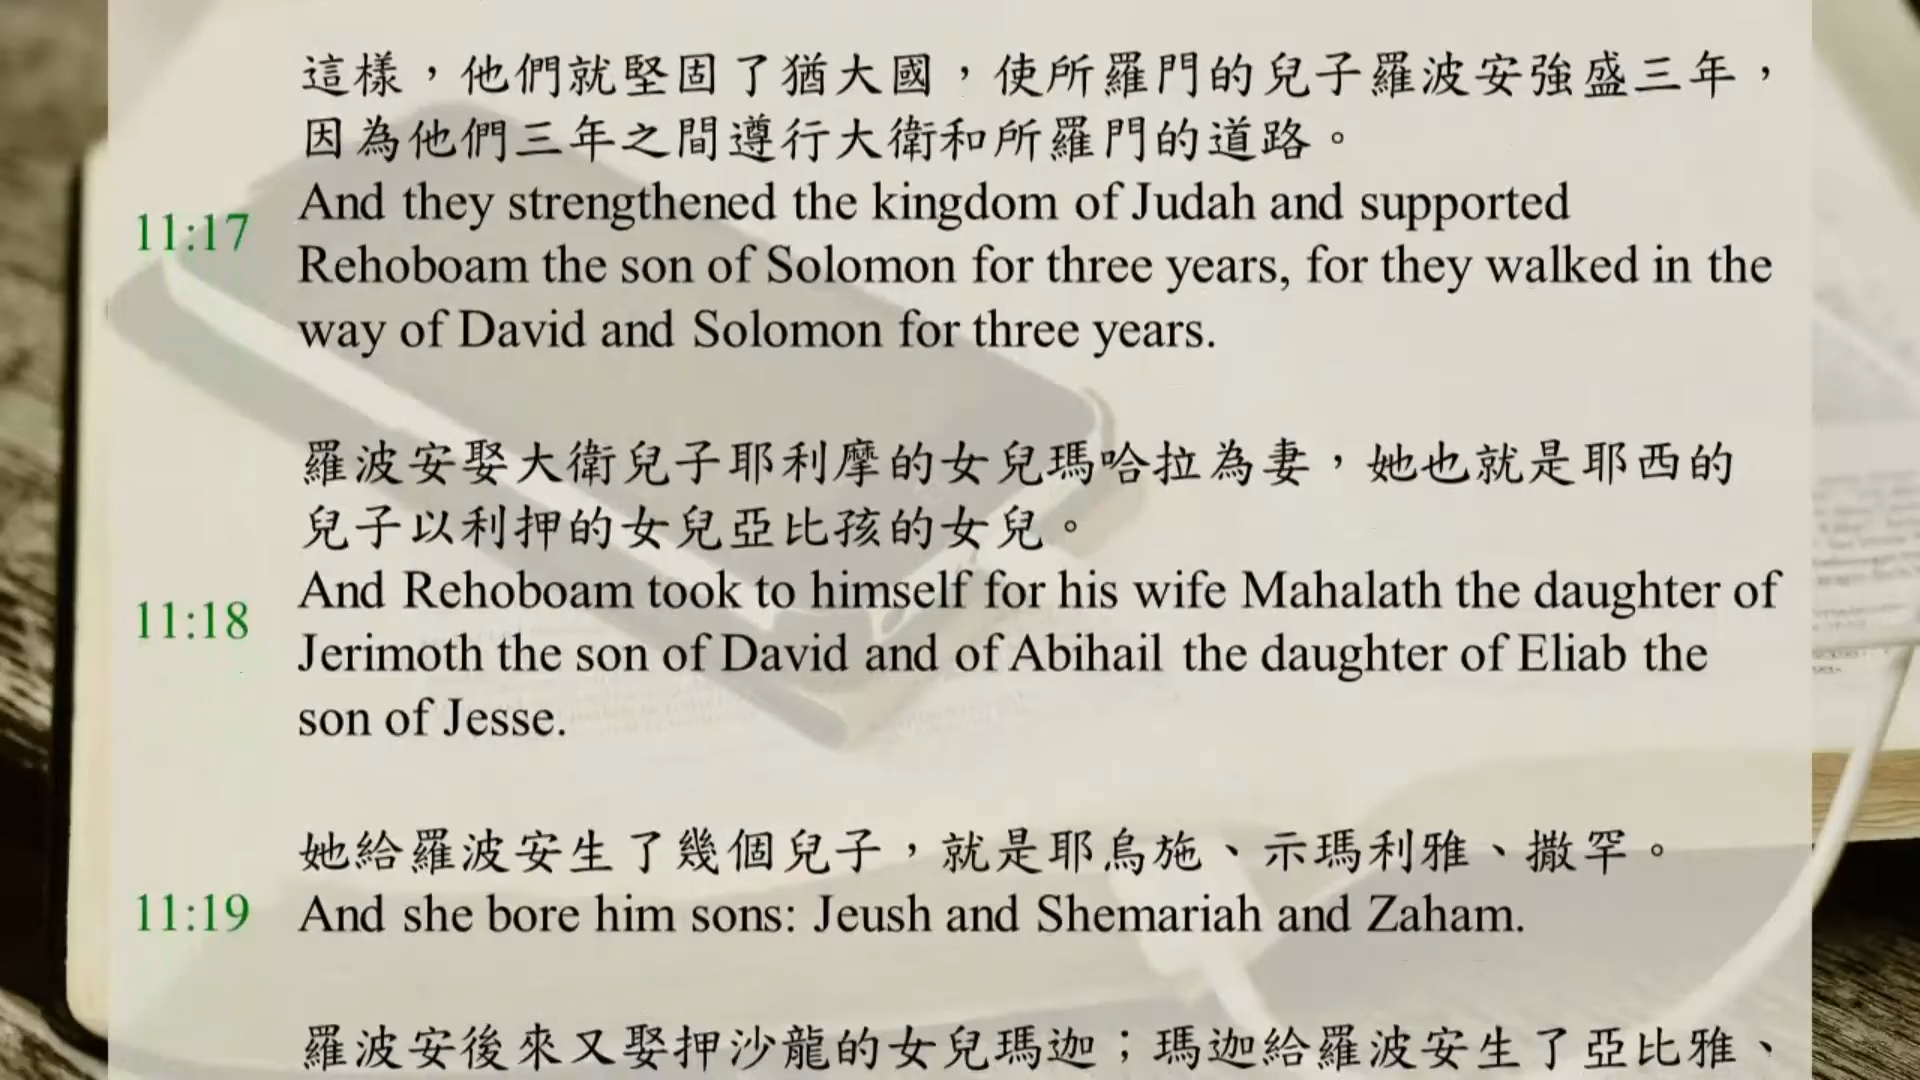 這樣，他們就堅固了猶大國，使所羅門的兒子羅波安強盛三年，
因為他們三年之間遵行大衛和所羅門的道路。
11:17 And they strengthened the kingdom of Judah and supported
Rehoboam the son of Solomon for three years, for they walked in the
way of David and Solomon for three years.
羅波安娶大衛兒子耶利摩的女兒瑪哈拉為妻，她也就是耶西的
兒子以利押的女兒亞比孩的女兒。
11:18 And Rehoboam took to himself for his wife Mahalath the daughter of
Jerimoth the son of David and of Abihail the daughter of Eliab the
son of Jesse.
她給羅波安生了幾個兒子，就是耶烏施、示瑪利雅、撒罕。
11:19 And she bore him sons: Jeush and Shemariah and Zaham.
羅波安後來又娶押沙龍的女兒瑪迦；瑪迦給羅波安生了亞比雅、